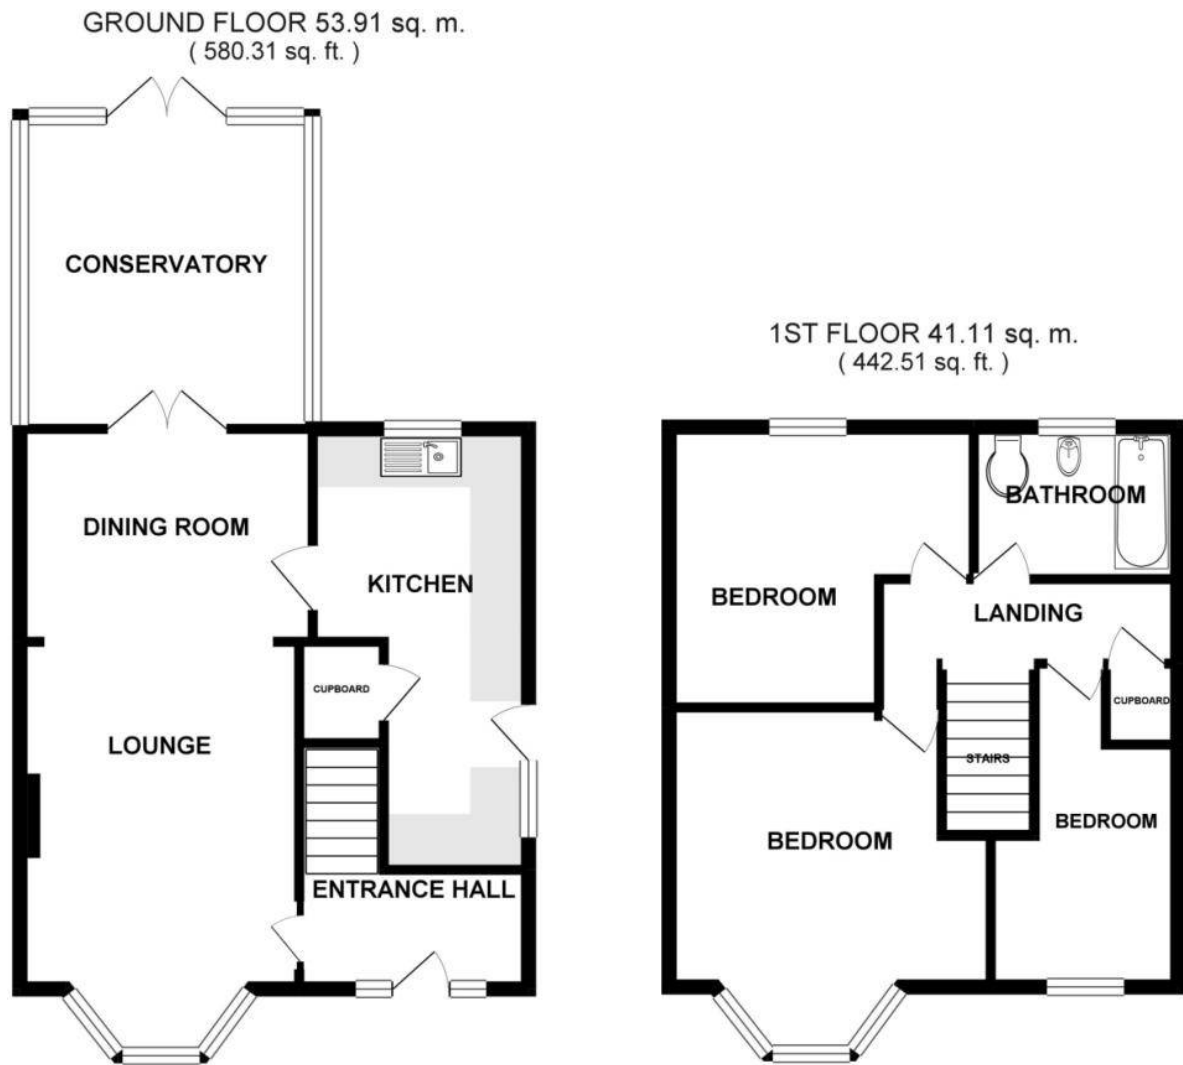 GROUND FLOOR 53.91 sq. m.
( 580.31 sq. ft. )
CONSERVATORY
DINING ROOM
KITCHEN
CUPBOARD
LOUNGE
ENTRANCE HALL
1ST FLOOR 41.11 sq. m.
( 442.51 sq. ft. )
BATHROOM
BEDROOM
LANDING
CUPBOARD
STAIRS
BEDROOM
BEDROOM